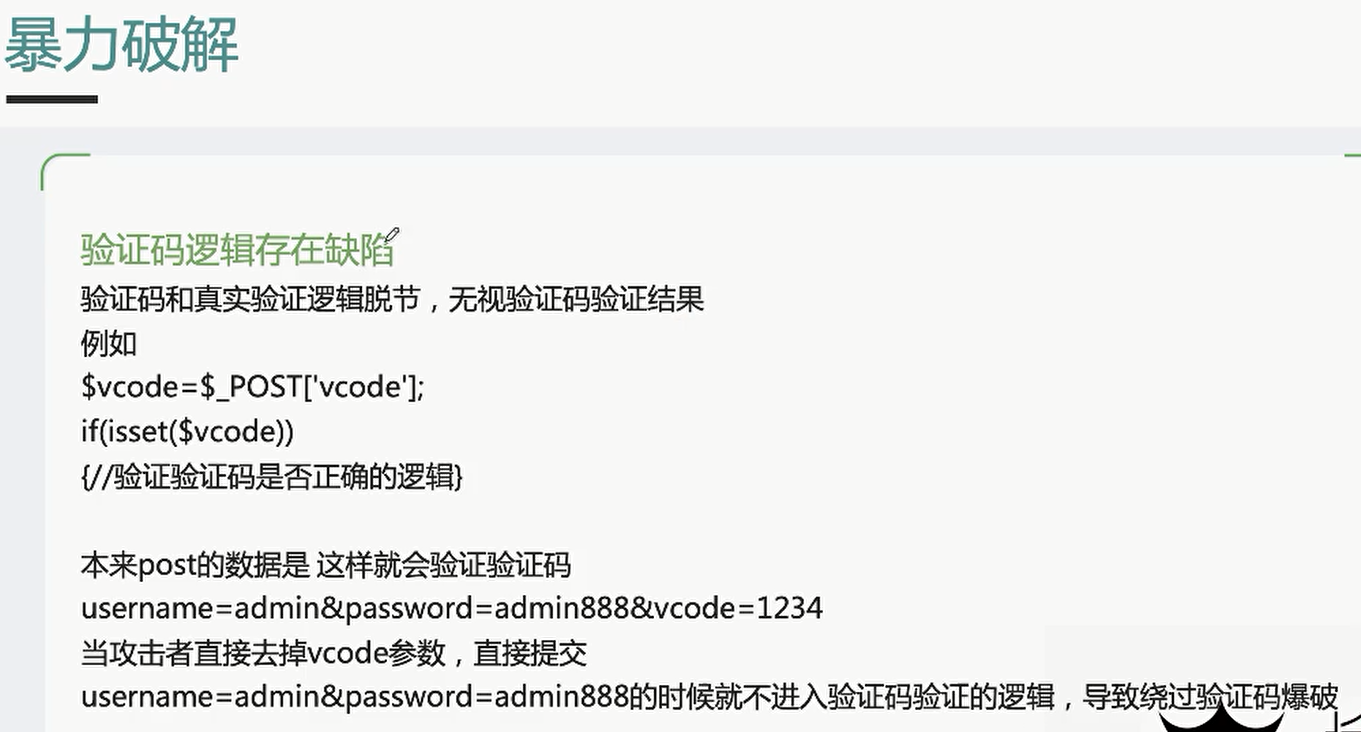 暴力破解
验证码逻辑存在缺陷
验证码和真实验证逻辑脱节，无视验证码验证结果
例如
$vcode=$_POST['vcode'];
if(isset($vcode))
{//验证验证码是否正确的逻辑}
本来post的数据是 这样就会验证验证码
username=admin&password=admin888&vcode=1234
当攻击者直接去掉vcode参数，直接提交
username=admin&password=admin888的时候就不进入验证码验证的逻辑，导致绕过验证码爆破